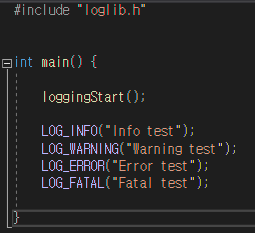 #include "loglib.h"
int main() {
loggingStart();
LOG_INFO("Info test");
LOG_WARNING("Warning test");
LOG_ERROR("Error test");
LOG_FATAL("Fatal test");
}